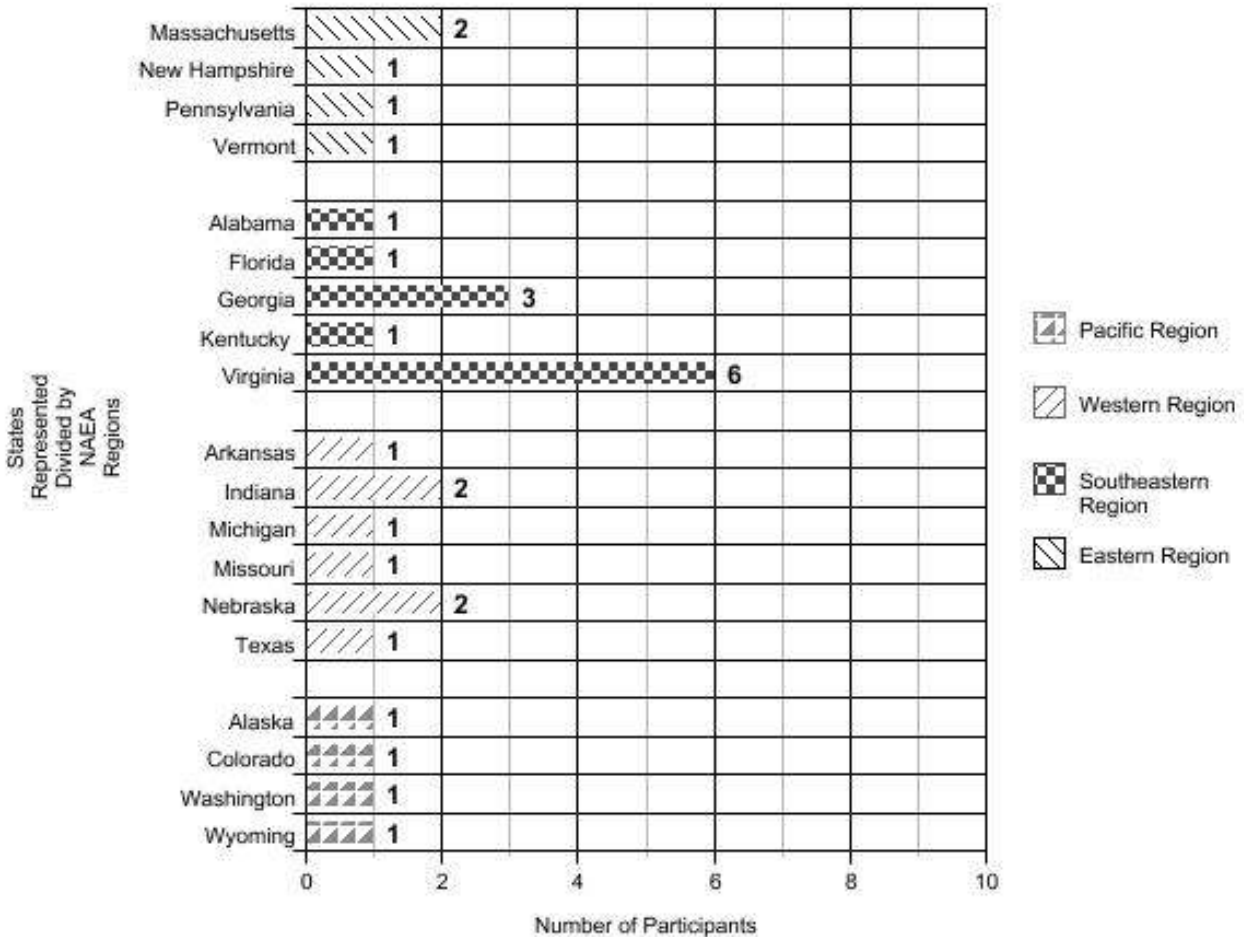 Massachusetts 2
New Hampshire 1
Pennsylvania 1
Vermont 1
Alabama 1
Florida 1
Georgia 3
Kentucky 1
Virginia 6
Arkansas 1
Indiana 2
Michigan 1
Missouri 1
Nebraska 2
Texas 1
Alaska 1
Colorado 1
Washington 1
Wyoming 1
0 2 4 6 8 10
Number of Participants
States
Represented
Divided by
NAEA
Regions
Pacific Region
Western Region
Southeastern
Region
Eastern Region